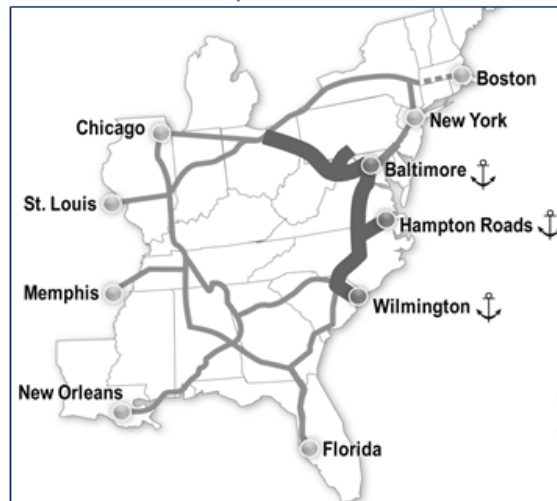 Boston
New York
Chicago
Baltimore
St. Louis
Hampton Roads
Memphis
Wilmington
New Orleans
Florida